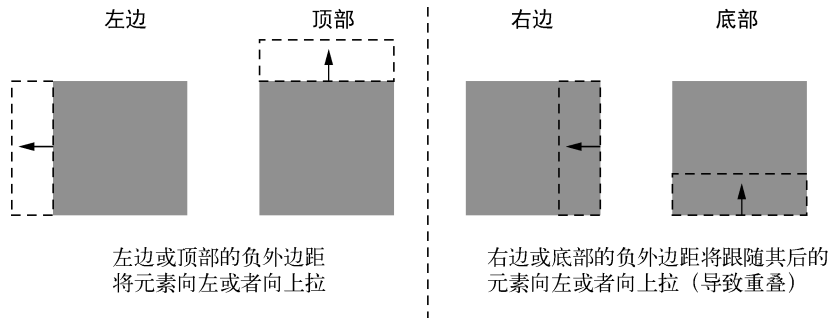 左边
顶部
右边
底部
左边或顶部的负外边距
将元素向左或者向上拉
右边或底部的负外边距将跟随其后的
元素向左或者向上拉（导致重叠）